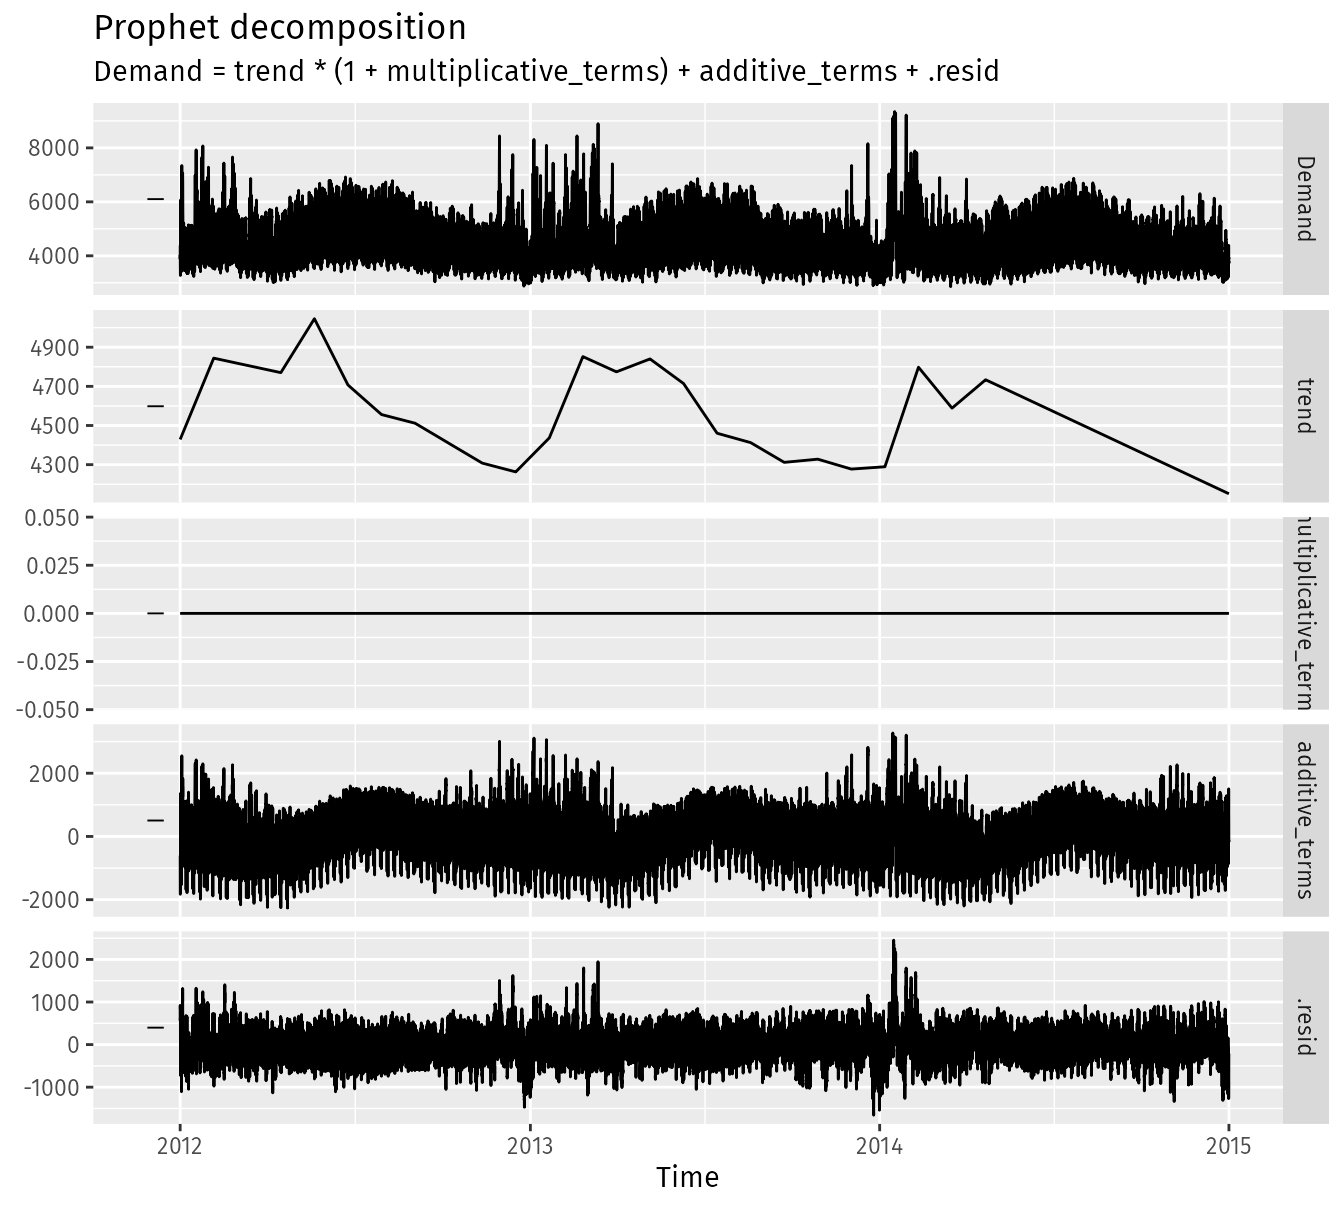 Prophet decomposition
Demand = trend * (1 + multiplicative_terms) + additive_terms + .resid
8000
6000
4000
Demand
4900
4700
4500
4300
trend
0.050
0.025
0.000
-0.025
-0.050
ultiplicative_term
2000
0
-2000
additive_terms
2000
1000
0
-1000
.resid
2012
2013
2014
2015
Time